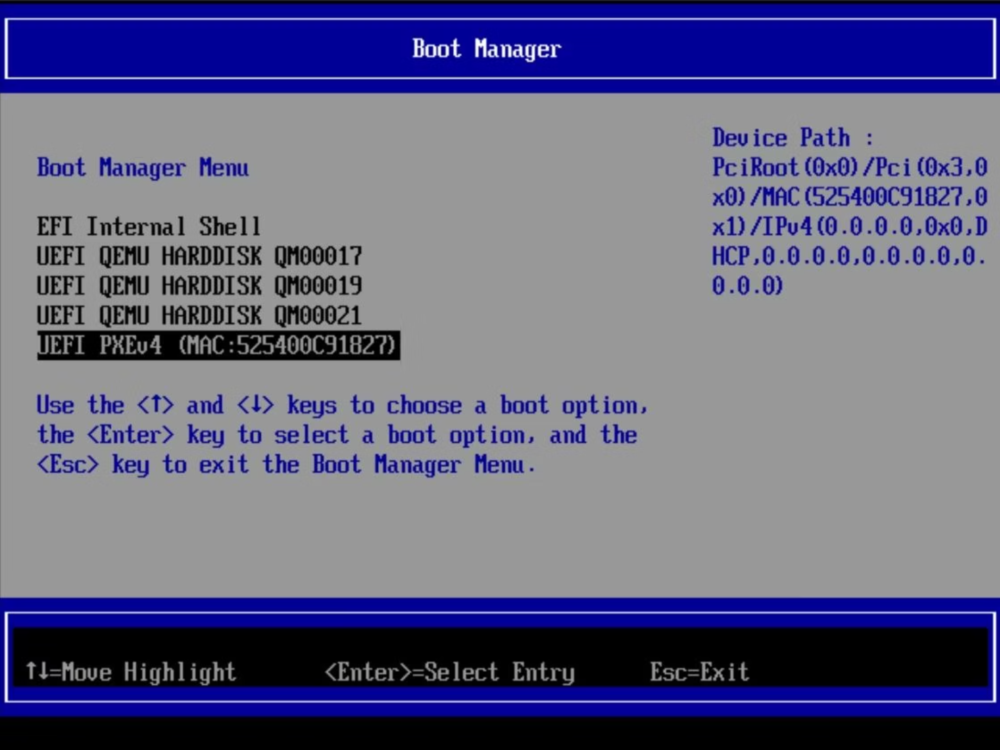 Boot Manager
Boot Manager Menu
EFI Internal Shell
UEFI QEMU HARDDISK QM00017
UEFI QEMU HARDDISK QM00019
UEFI QEMU HARDDISK QM00021
UEFI PXEv4 (MAC:525400C91827)
Use the <↑> and <↓> keys to choose a boot option,
the <Enter> key to select a boot option, and the
<Esc> key to exit the Boot Manager Menu.
Device Path :
PciRoot(0x0)/Pci(0x3,0
x0)/MAC(525400C91827,0
x1)/IPv4(0.0.0.0,0x0,D
HCP,0.0.0.0,0.0.0.0,0.
0.0.0)
↑↓=Move Highlight <Enter>=Select Entry Esc=Exit